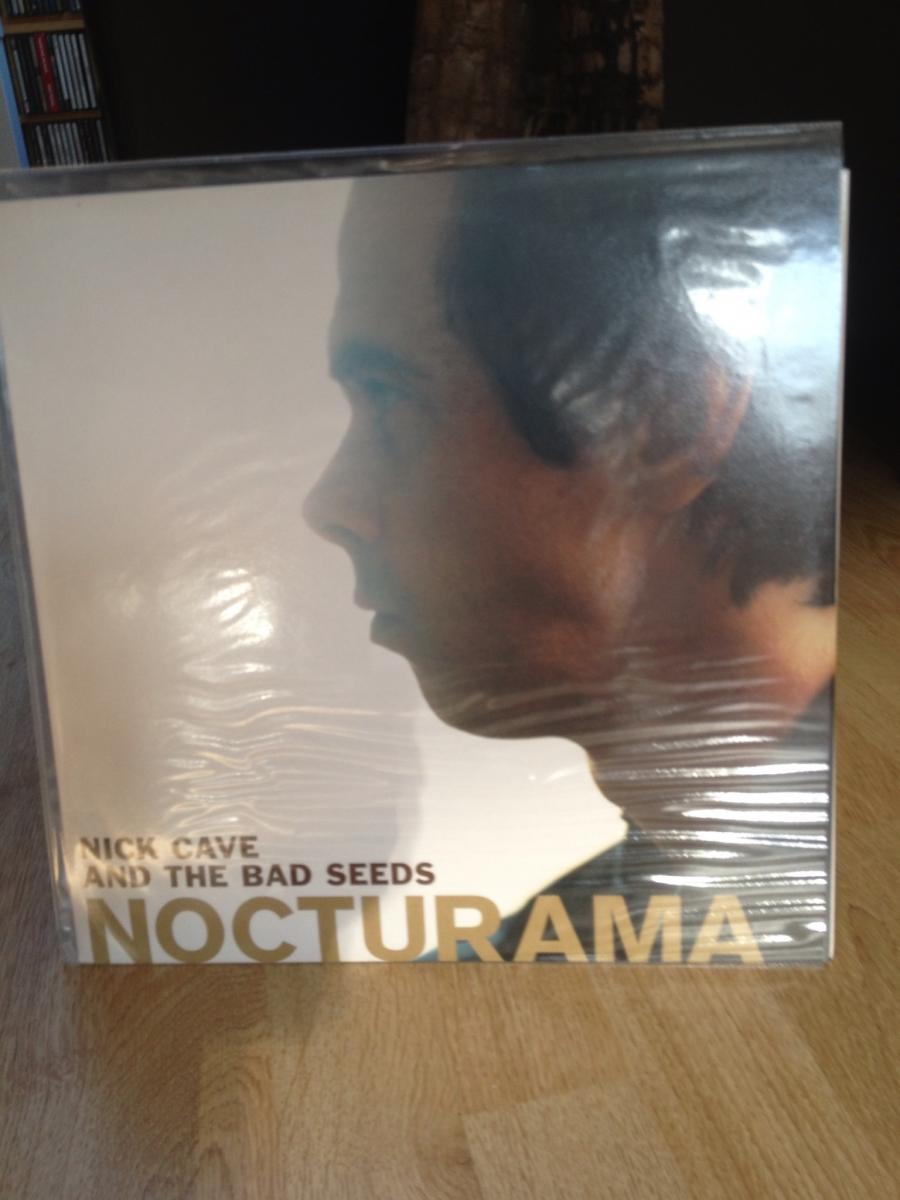 NICK CAVE
AND THE BAD SEEDS
NOCTURAMA